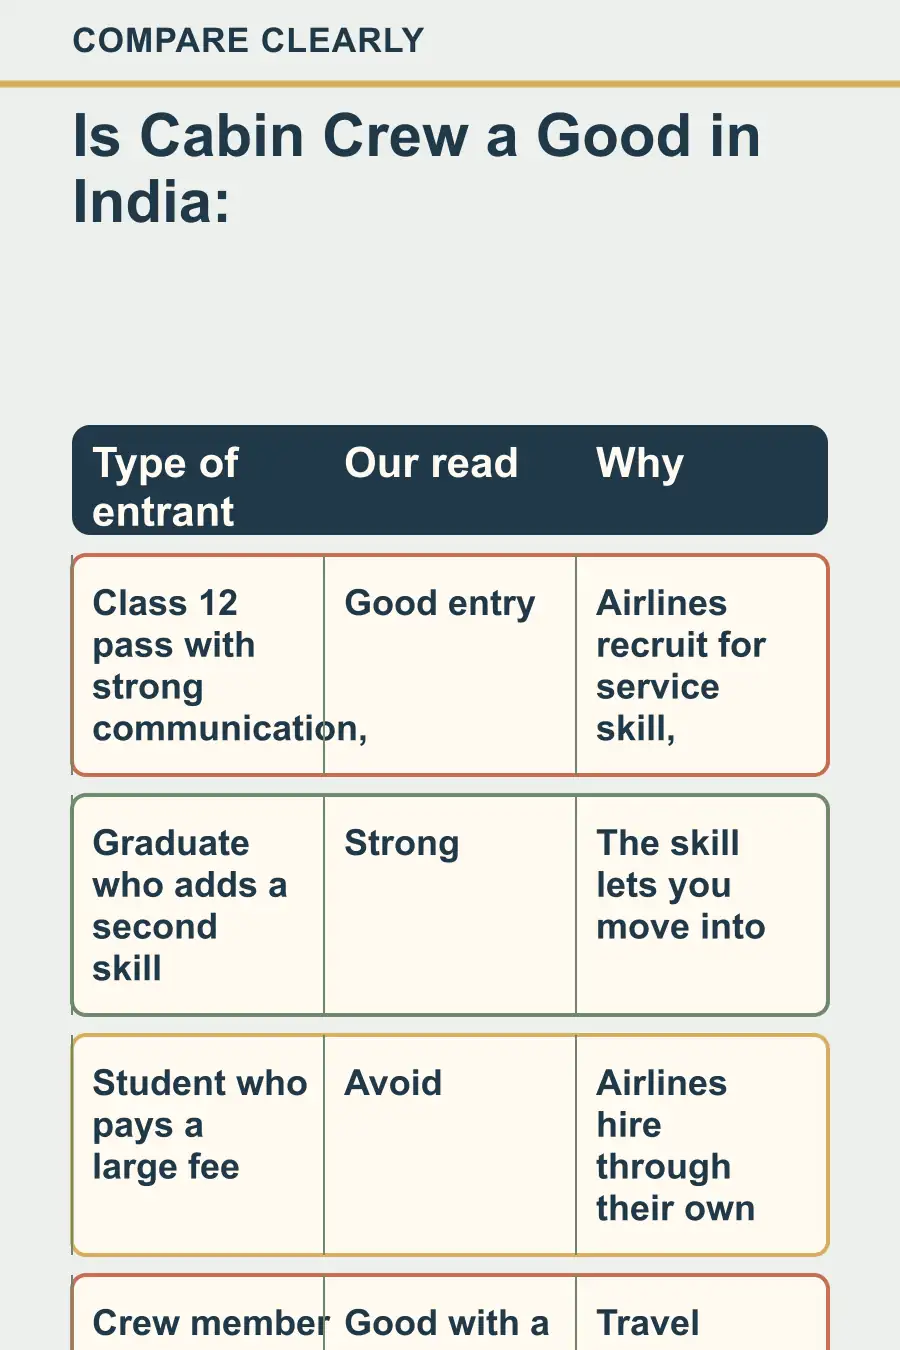 COMPARE CLEARLY
Is Cabin Crew a Good in
India:
Type of
entrant
Our read
Why
Class 12
pass with
strong
communication,
Good entry
Airlines
recruit for
service
skill,
Graduate
who adds a
second
skill
Strong
The skill
lets you
move into
Student who
pays a
large fee
Avoid
Airlines
hire
through
their own
Crew member
Good with a
Travel